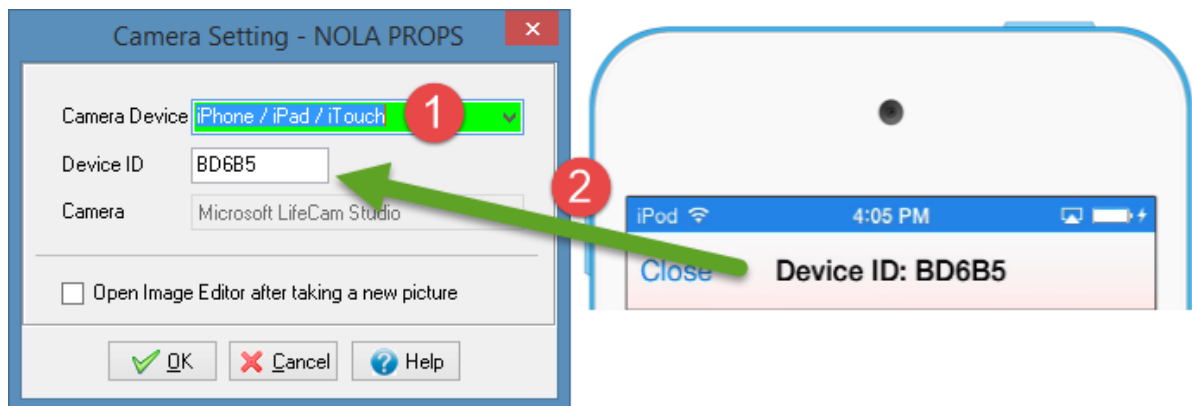 Camera Setting - NOLA PROPS
Camera Device iPhone / iPad / iTouch 1
Device ID BD6B5
2
Camera Microsoft LifeCam Studio
Open Image Editor after taking a new picture
OK Cancel Help
iPod 4:05 PM
Close Device ID: BD6B5